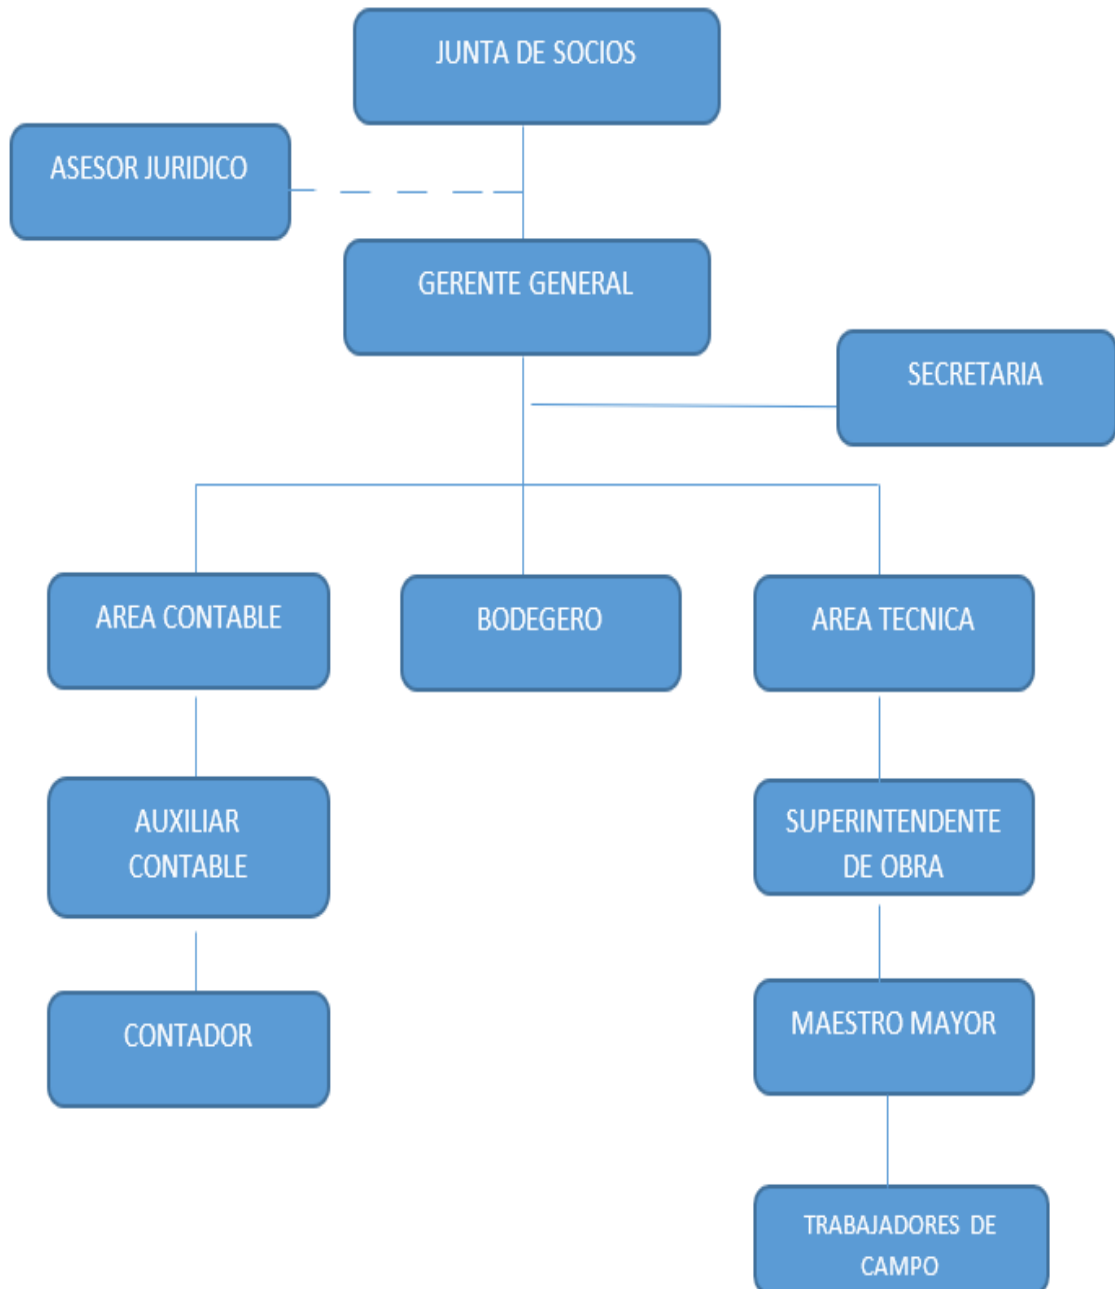 JUNTA DE SOCIOS
ASESOR JURIDICO
GERENTE GENERAL
SECRETARIA
AREA CONTABLE
BODEGERO
AREA TECNICA
AUXILIAR
CONTABLE
SUPERINTENDENTE
DE OBRA
CONTADOR
MAESTRO MAYOR
TRABAJADORES DE
CAMPO